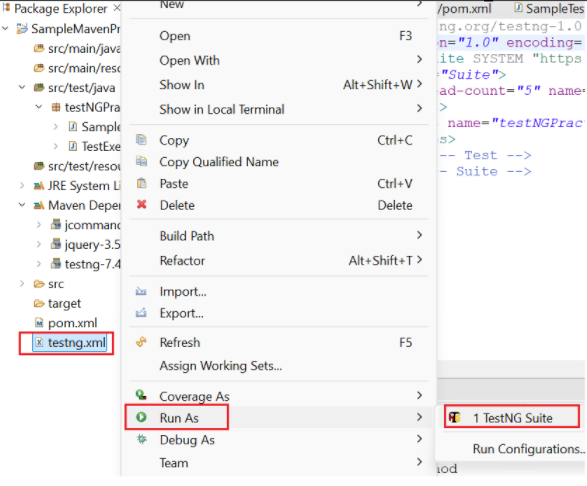 Package Explorer
SampleMavenPr
src/main/java
src/main/reso
src/test/java
testNGPra
Sample
TestExe
src/test/resou
JRE System Li
Maven Deper
jcommand
jquery-3.5
testng-7.4
src
target
pom.xml
testng.xml
New
Open F3
Open With
Show In Alt+Shift+W
Show in Local Terminal
Copy Ctrl+C
Copy Qualified Name
Paste Ctrl+V
Delete Delete
Build Path
Refactor Alt+Shift+T
Import...
Export...
Refresh F5
Assign Working Sets...
Coverage As
Run As
Debug As
Team
/pom.xml SampleTes
ng.org/testng-1.0
on="1.0" encoding=
ite SYSTEM "https
="Suite">
ad-count="5" name=
>
name="testNGPract
s>
-- Test -->
- Suite -->
1 TestNG Suite
Run Configurations..
hod